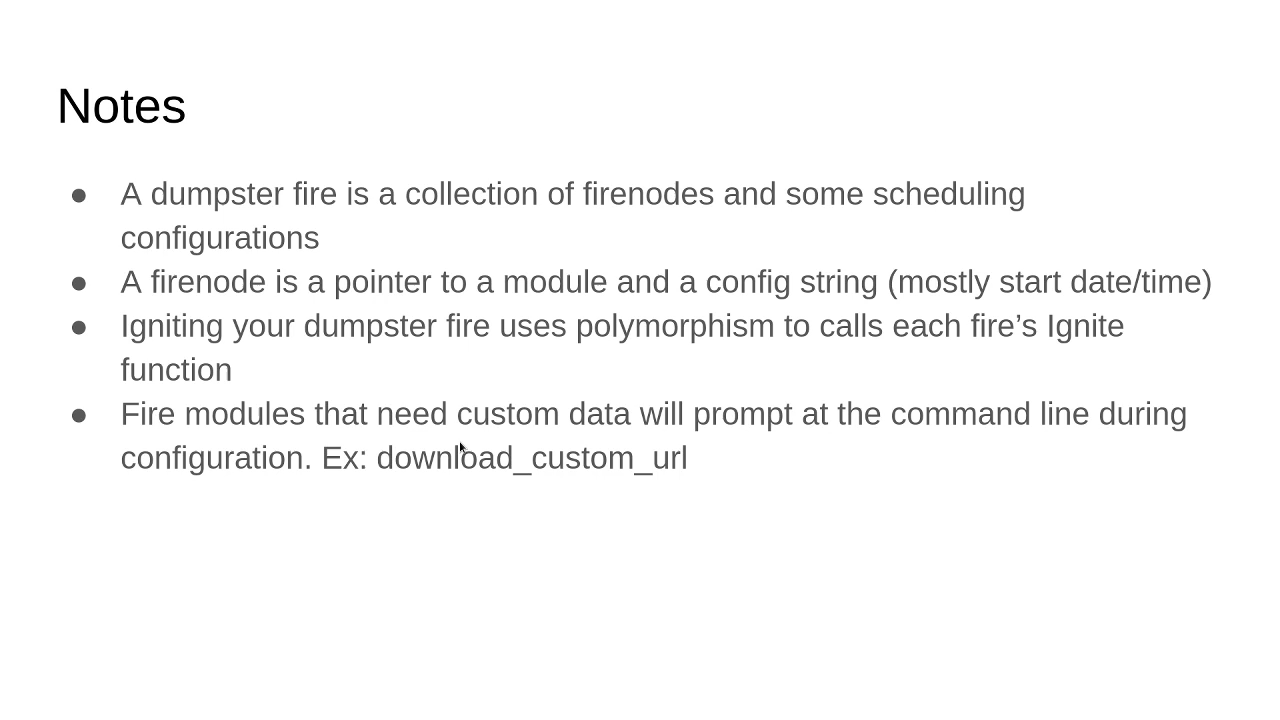 Notes
● A dumpster fire is a collection of firenodes and some scheduling
configurations
● A firenode is a pointer to a module and a config string (mostly start date/time)
● Igniting your dumpster fire uses polymorphism to calls each fire’s Ignite
function
● Fire modules that need custom data will prompt at the command line during
configuration. Ex: download_custom_url